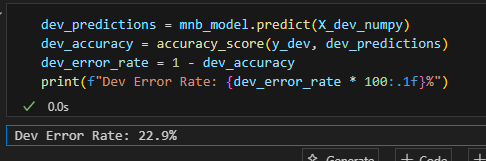 dev_predictions = mnb_model.predict(X_dev_numpy)
dev_accuracy = accuracy_score(y_dev, dev_predictions)
dev_error_rate = 1 - dev_accuracy
print(f"Dev Error Rate: {dev_error_rate * 100:.1f}%")
✓ 0.0s
Dev Error Rate: 22.9%
Generate + Code +